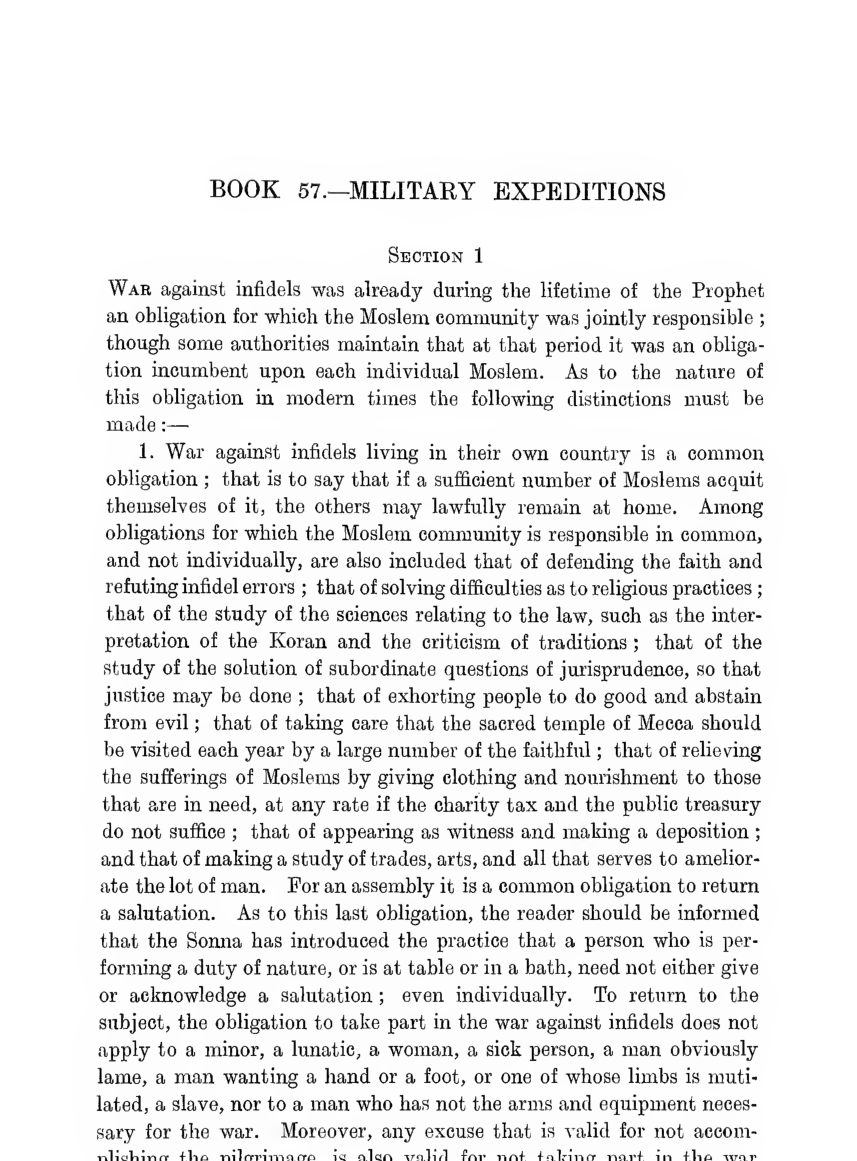 BOOK 57.—MILITARY EXPEDITIONS
SECTION 1
WAR against infidels was already during the lifetime of the Prophet
an obligation for which the Moslem community was jointly responsible ;
though some authorities maintain that at that period it was an obliga-
tion incumbent upon each individual Moslem. As to the nature of
this obligation in modern times the following distinctions must be
made :—
1. War against infidels living in their own country is a common
obligation ; that is to say that if a sufficient number of Moslems acquit
themselves of it, the others may lawfully remain at home. Among
obligations for which the Moslem community is responsible in common,
and not individually, are also included that of defending the faith and
refuting infidel errors ; that of solving difficulties as to religious practices ;
that of the study of the sciences relating to the law, such as the inter-
pretation of the Koran and the criticism of traditions ; that of the
study of the solution of subordinate questions of jurisprudence, so that
justice may be done ; that of exhorting people to do good and abstain
from evil ; that of taking care that the sacred temple of Mecca should
be visited each year by a large number of the faithful ; that of relieving
the sufferings of Moslems by giving clothing and nourishment to those
that are in need, at any rate if the charity tax and the public treasury
do not suffice ; that of appearing as witness and making a deposition ;
and that of making a study of trades, arts, and all that serves to amelior-
ate the lot of man. For an assembly it is a common obligation to return
a salutation. As to this last obligation, the reader should be informed
that the Sonna has introduced the practice that a person who is per-
forming a duty of nature, or is at table or in a bath, need not either give
or acknowledge a salutation ; even individually. To return to the
subject, the obligation to take part in the war against infidels does not
apply to a minor, a lunatic, a woman, a sick person, a man obviously
lame, a man wanting a hand or a foot, or one of whose limbs is muti-
lated, a slave, nor to a man who has not the arms and equipment neces-
sary for the war. Moreover, any excuse that is valid for not accom-
plishing the pilgrimage, is also valid for not taking part in the war